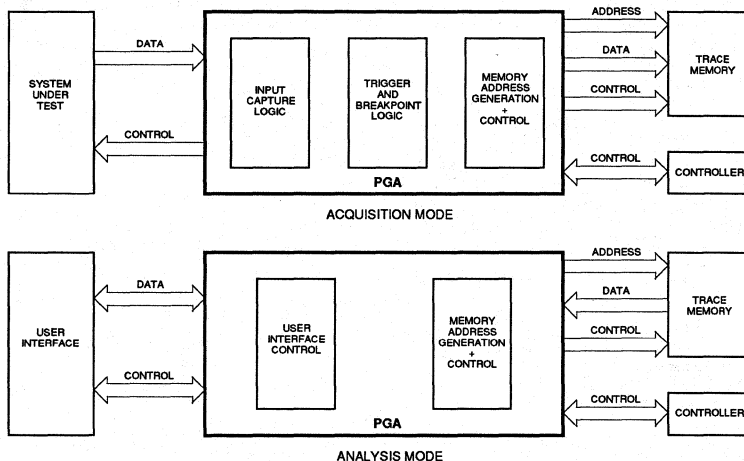 ADDRESS
DATA
DATA
SYSTEM
UNDER
TEST
INPUT
CAPTURE
LOGIC
TRIGGER
AND
BREAKPOINT
LOGIC
MEMORY
ADDRESS
GENERATION
+
CONTROL
TRACE
MEMORY
CONTROL
CONTROL
CONTROL
CONTROLLER
PGA
ACQUISITION MODE
ADDRESS
DATA
DATA
USER
INTERFACE
USER
INTERFACE
CONTROL
MEMORY
ADDRESS
GENERATION
+
CONTROL
TRACE
MEMORY
CONTROL
CONTROL
CONTROL
CONTROLLER
PGA
ANALYSIS MODE